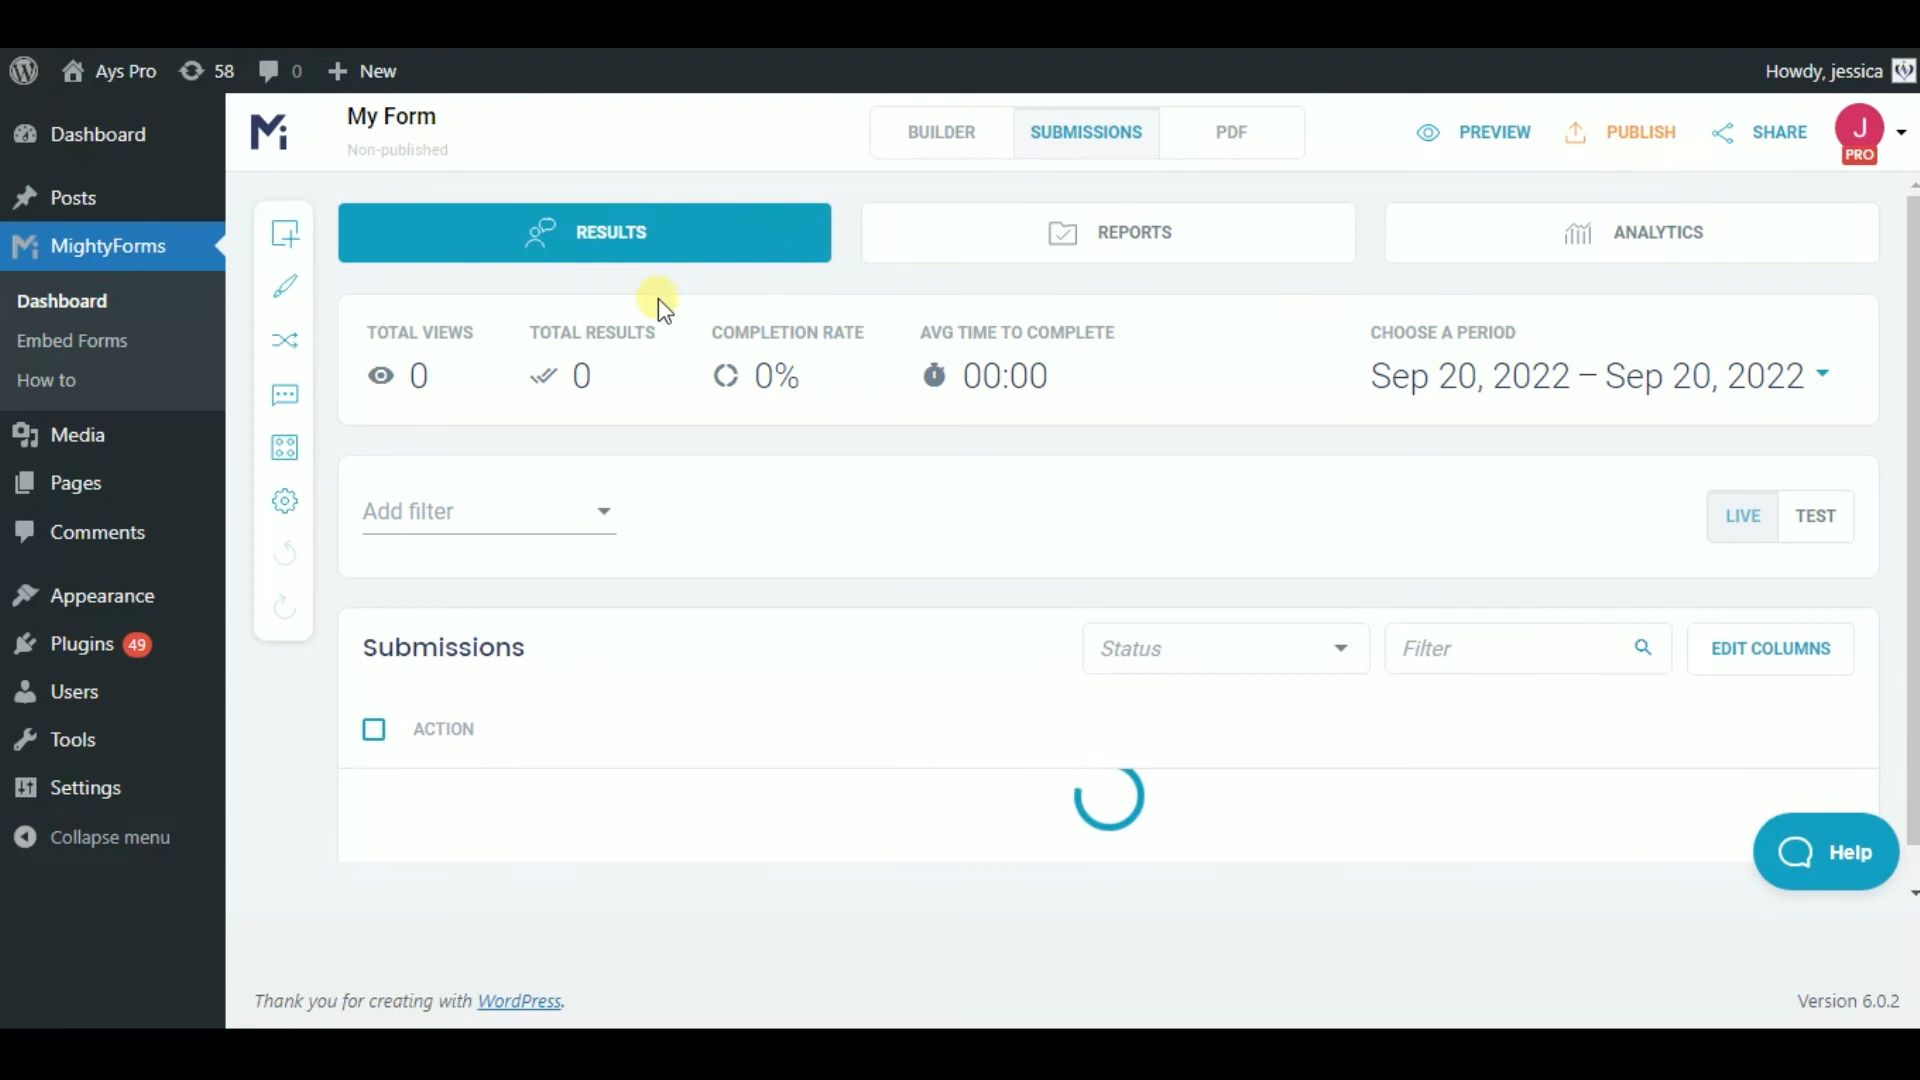 Ays Pro 58 0 New Howdy, jessica
Dashboard
Posts
MightyForms
Dashboard
Embed Forms
How to
Media
Pages
Comments
Appearance
Plugins 49
Users
Tools
Settings
Collapse menu
My Form
Non-published
BUILDER SUBMISSIONS PDF
PREVIEW PUBLISH SHARE
J
PRO
RESULTS REPORTS ANALYTICS
TOTAL VIEWS TOTAL RESULTS COMPLETION RATE AVG TIME TO COMPLETE CHOOSE A PERIOD
0 0 0% 00:00 Sep 20, 2022 – Sep 20, 2022
Add filter LIVE TEST
Submissions Status Filter EDIT COLUMNS
ACTION
Help
Thank you for creating with WordPress. Version 6.0.2